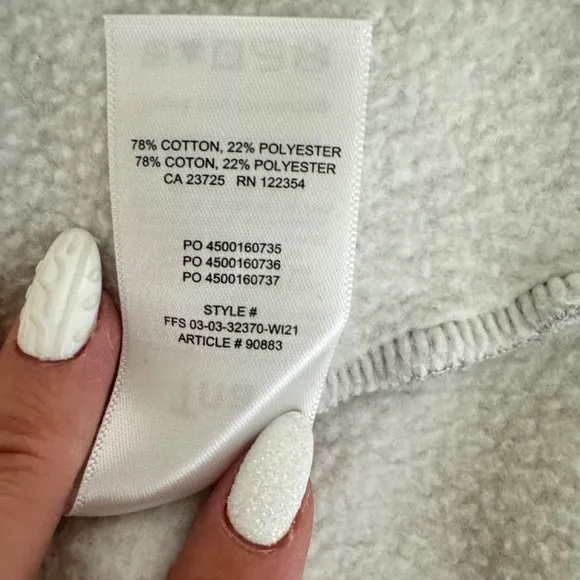 78% COTTON, 22% POLYESTER
78% COTON, 22% POLYESTER
CA 23725 RN 122354
PO 4500160735
PO 4500160736
PO 4500160737
STYLE #
FFS 03-03-32370-WI21
ARTICLE # 90883